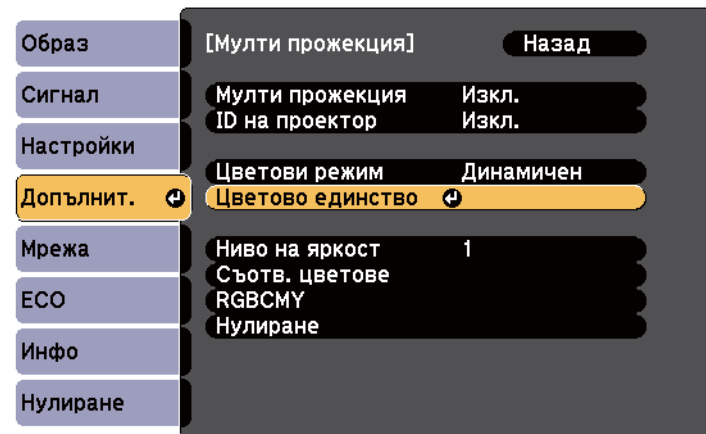 Образ
Сигнал
Настройки
Допълнит.
Мрежа
ECO
Инфо
Нулиране
[Мулти прожекция] Назад
Мулти прожекция Изкл.
ID на проектор Изкл.
Цветови режим Динамичен
Цветово единство
Ниво на яркост 1
Съотв. цветове
RGBCMY
Нулиране